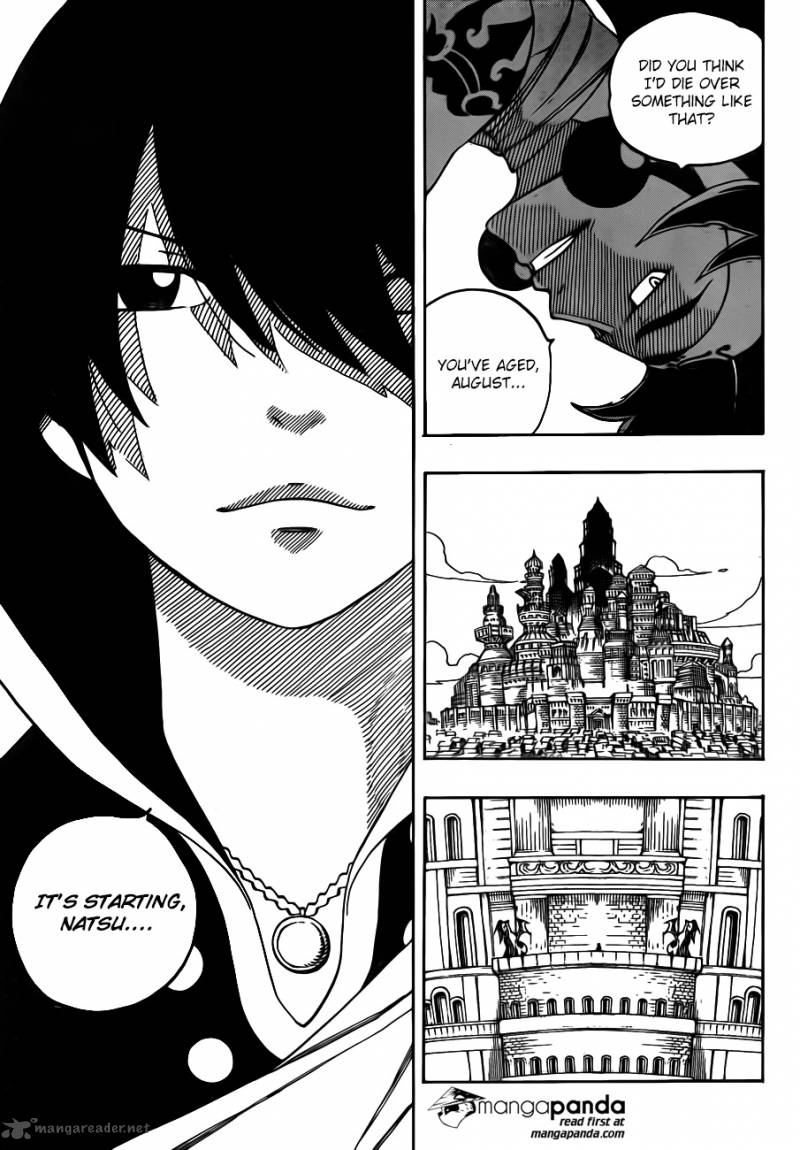 DID YOU THINK
I'D DIE OVER
SOMETHING LIKE
THAT?
YOU'VE AGED,
AUGUST...
IT'S STARTING,
NATSU....
mangapanda
read first at
mangapanda.com
mangareader.net